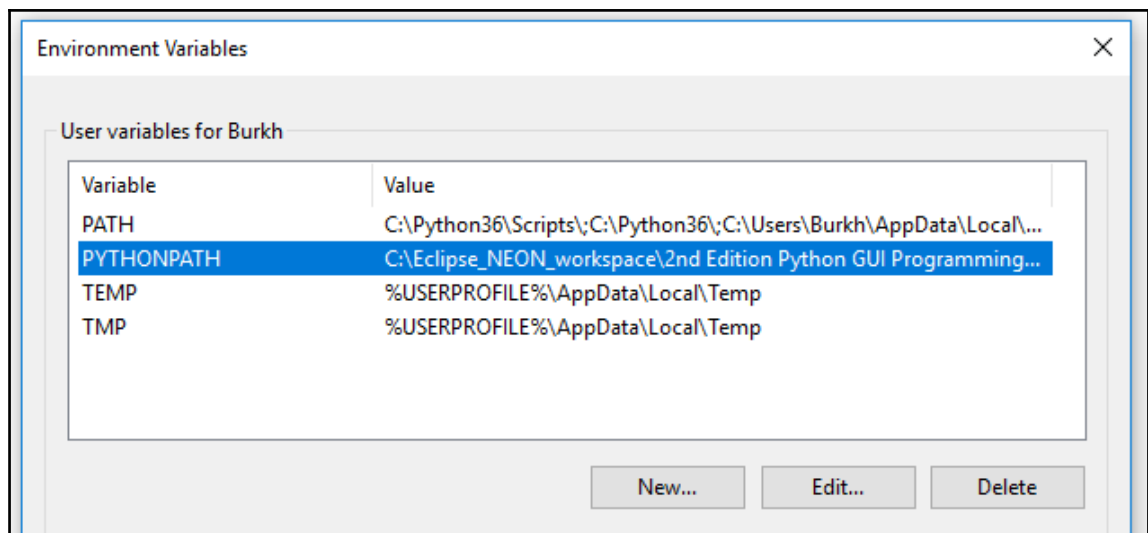 Environment Variables
User variables for Burkh
Variable Value
PATH C:\Python36\Scripts\;C:\Python36\;C:\Users\Burkh\AppData\Local\...
PYTHONPATH C:\Eclipse_NEON_workspace\2nd Edition Python GUI Programming...
TEMP %USERPROFILE%\AppData\Local\Temp
TMP %USERPROFILE%\AppData\Local\Temp
New... Edit... Delete